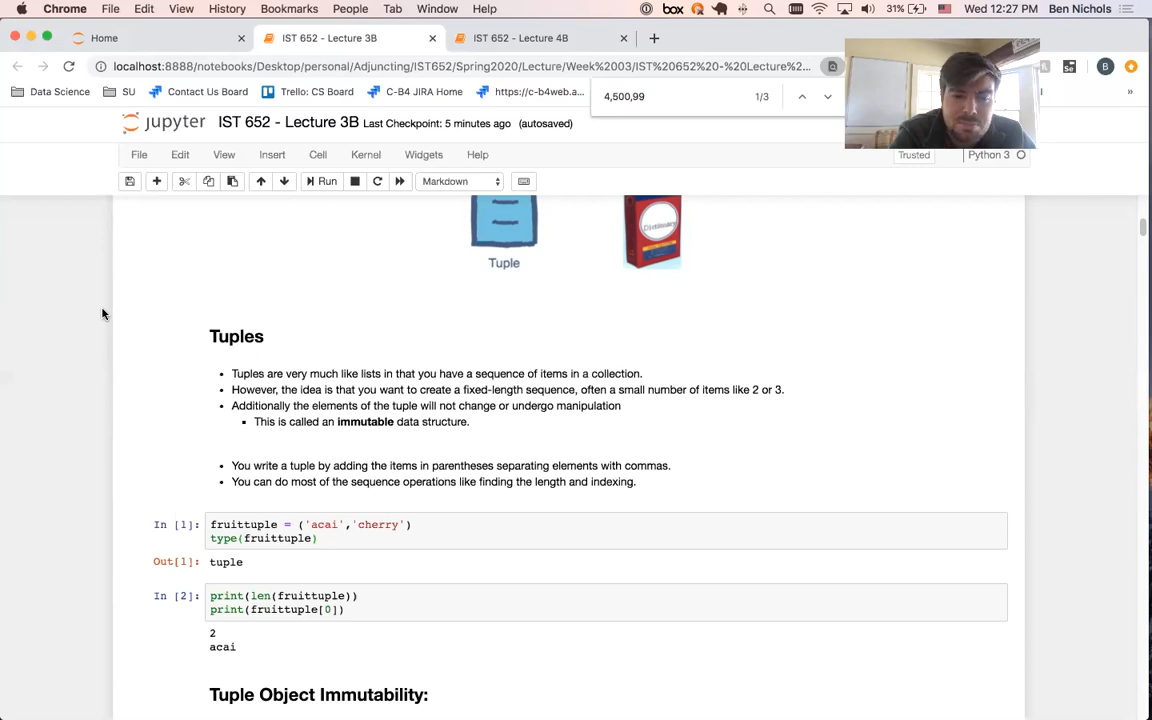 Chrome File Edit View History Bookmarks People Tab Window Help box 31% Wed 12:27 PM Ben Nichols
Home IST 652 - Lecture 3B IST 652 - Lecture 4B
localhost:8888/notebooks/Desktop/personal/Adjuncting/IST652/Spring2020/Lecture/Week%2003/IST%20652%20-%20Lecture%2... Se B
Data Science SU Contact Us Board Trello: CS Board C-B4 JIRA Home https://c-b4web.a... »
4,500,99 1/3
jupyter IST 652 - Lecture 3B Last Checkpoint: 5 minutes ago (autosaved)
File Edit View Insert Cell Kernel Widgets Help Trusted Python 3
Run Markdown
Tuple
Dictionary
Tuples
Tuples are very much like lists in that you have a sequence of items in a collection.
However, the idea is that you want to create a fixed-length sequence, often a small number of items like 2 or 3.
Additionally the elements of the tuple will not change or undergo manipulation
This is called an immutable data structure.
You write a tuple by adding the items in parentheses separating elements with commas.
You can do most of the sequence operations like finding the length and indexing.
In [1]: fruittuple = ('acai','cherry')
type(fruittuple)
Out[1]: tuple
In [2]: print(len(fruittuple))
print(fruittuple[0])
2
acai
Tuple Object Immutability: